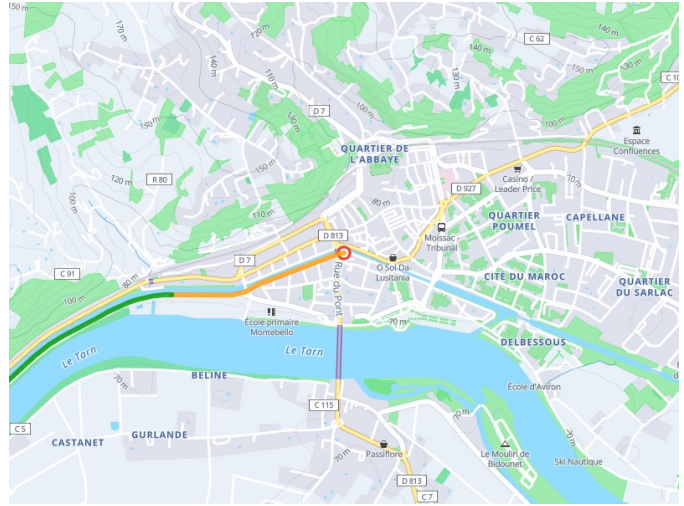 150 m
170 m
140 m
120 m
110 m
130 m
150 m
D 7
100 m
C 62
140 m
130 m
100 m
C 10
Espace
Confluences
QUARTIER DE
L'ABBAYE
120 m
R 80
150 m
100 m
110 m
80 m
D 927
Casino /
Leader Price
70 m
QUARTIER
POUMEL
CAPELLANE
D 813
Moissac -
Tribunal
C 91
80 m
D 7
100 m
Rue du Pont
O Sol Da
Lusitania
CITÉ DU MAROC
QUARTIER
DU SARLAC
École primaire
Montebello
70 m
Le Tarn
Le Tarn
DELBESSOUS
70 m
BELINE
École d'Aviron
C 115
C 5
CASTANET
GURLANDE
70 m
Passiflore
70 m
Le Moulin de
Bidounet
70 m
Ski Nautique
D 813
C 7